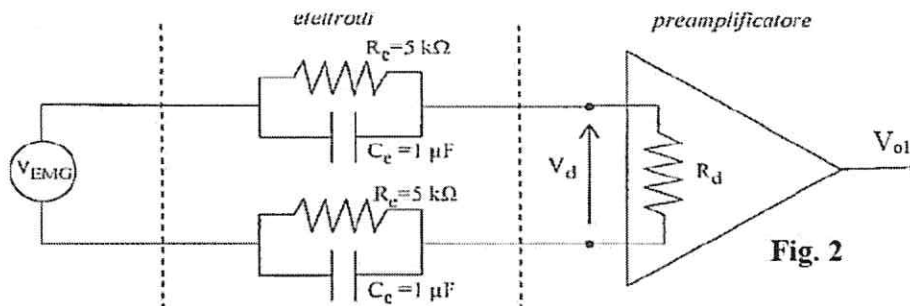 elettrodi
preamplificatore
Re=5 kΩ
Ce=1 µF
VEMG
Vd
Rd
Vo1
Re=5 kΩ
Ce=1 µF
Fig. 2